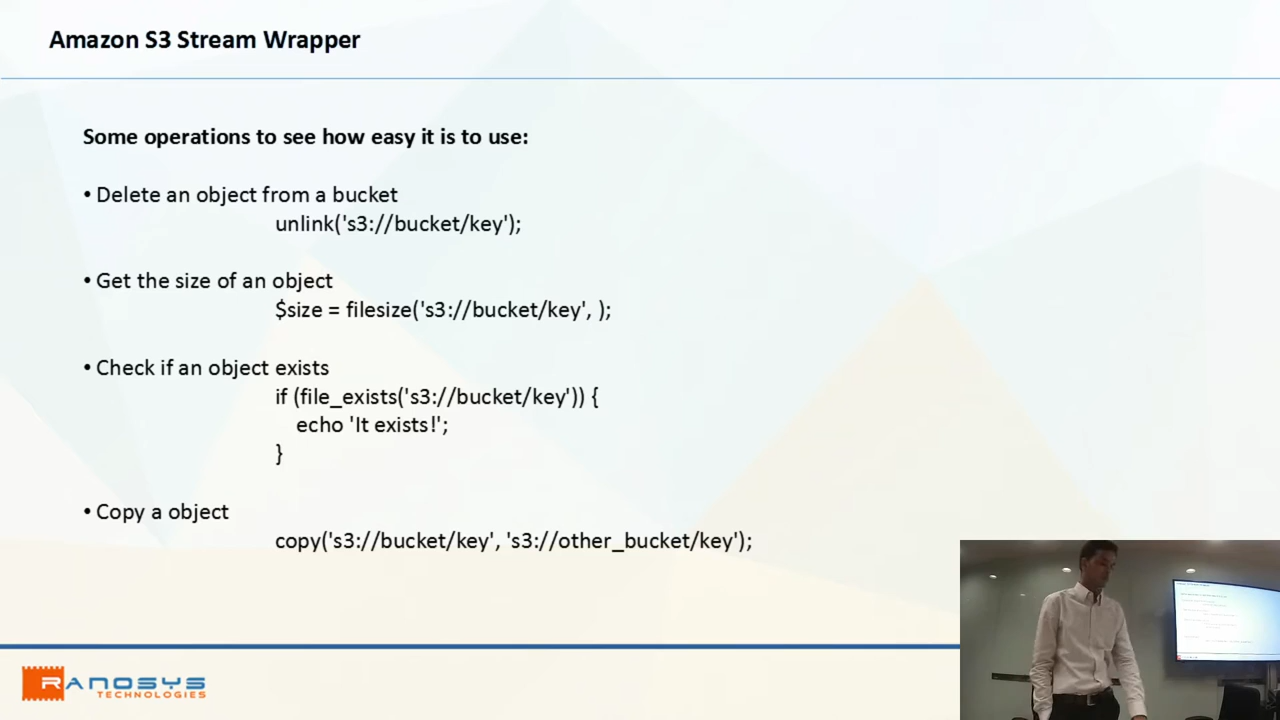 Amazon S3 Stream Wrapper
Some operations to see how easy it is to use:
• Delete an object from a bucket
unlink('s3://bucket/key');
• Get the size of an object
$size = filesize('s3://bucket/key', );
• Check if an object exists
if (file_exists('s3://bucket/key')) {
echo 'It exists!';
}
• Copy a object
copy('s3://bucket/key', 's3://other_bucket/key');
RANOSYS
TECHNOLOGIES